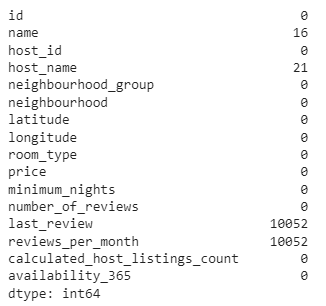 id 0
name 16
host_id 0
host_name 21
neighbourhood_group 0
neighbourhood 0
latitude 0
longitude 0
room_type 0
price 0
minimum_nights 0
number_of_reviews 0
last_review 10052
reviews_per_month 10052
calculated_host_listings_count 0
availability_365 0
dtype: int64